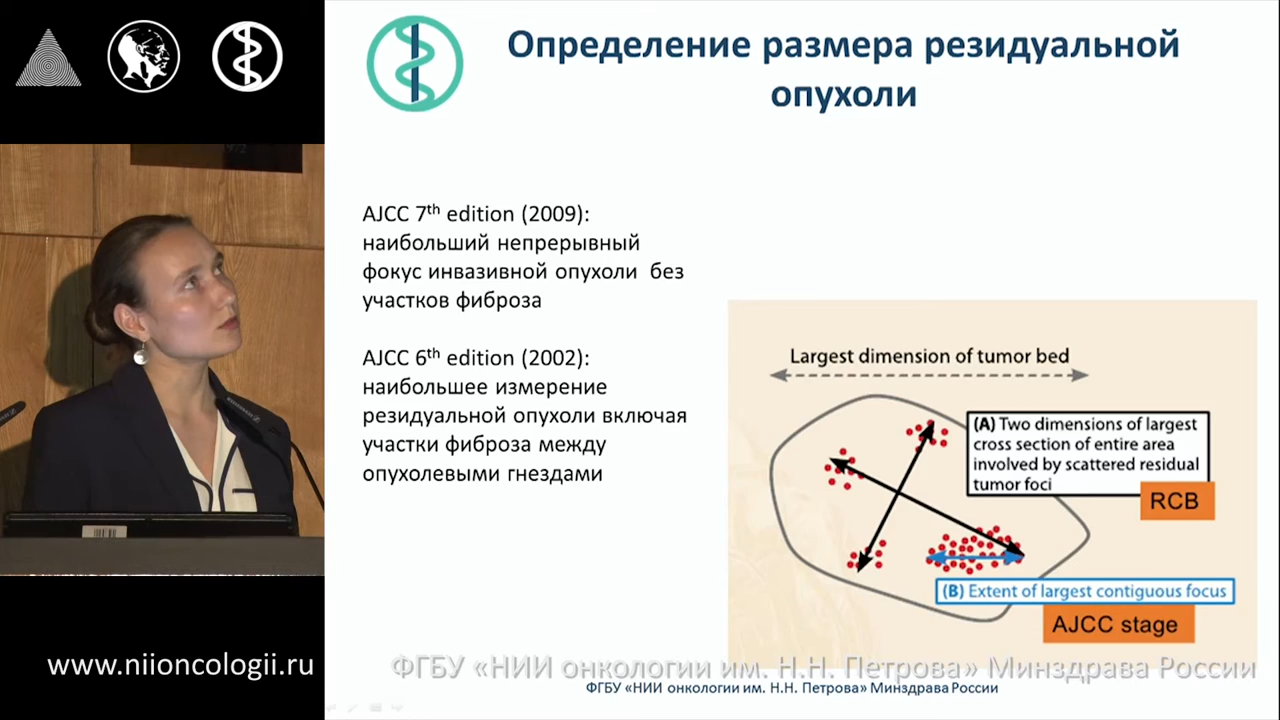 Определение размера резидуальной
опухоли
AJCC 7th edition (2009):
наибольший непрерывный
фокус инвазивной опухоли без
участков фиброза
AJCC 6th edition (2002):
наибольшее измерение
резидуальной опухоли включая
участки фиброза между
опухолевыми гнездами
Largest dimension of tumor bed
(A) Two dimensions of largest
cross section of entire area
involved by scattered residual
tumor foci
RCB
(B) Extent of largest contiguous focus
AJCC stage
www.niioncologii.ru
ФГБУ «НИИ онкологии им. Н.Н. Петрова» Минздрава России
ФГБУ «НИИ онкологии им. Н.Н. Петрова» Минздрава России